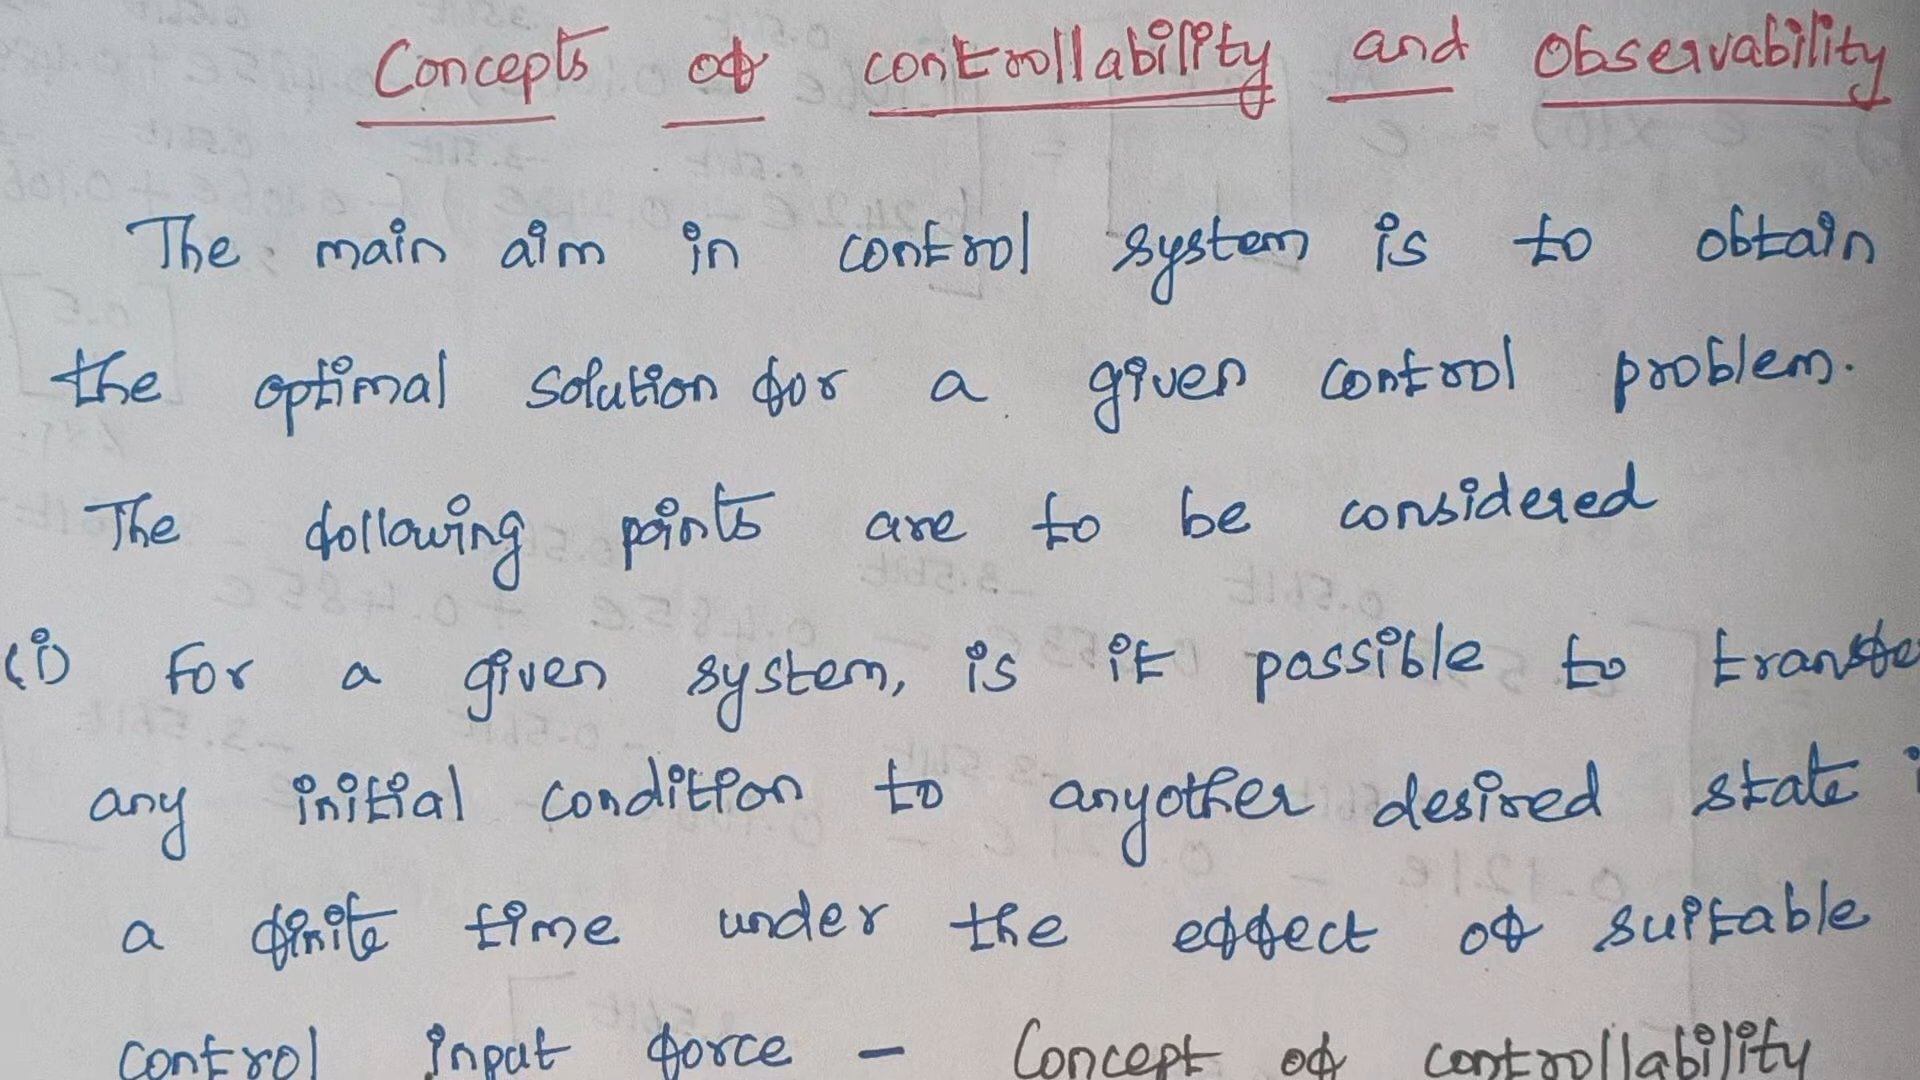 Concepts of controllability and Observability
The main aim in control system is to obtain
the optimal solution for a given control problem.
The following points are to be considered
(i) For a given system, is it possible to transfe
any initial condition to anyother desired state i
a finite time under the effect of suitable
control input force - Concept of controllability